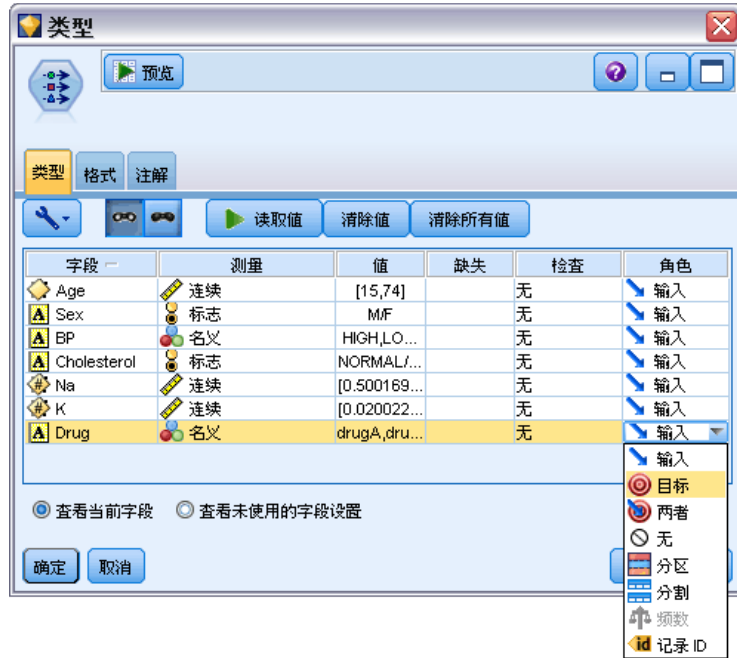 类型
预览
类型 格式 注解
读取值 清除值 清除所有值
字段 测量 值 缺失 检查 角色
Age 连续 [15,74] 无 输入
A Sex 标志 M/F 无 输入
A BP 名义 HIGH,LO... 无 输入
A Cholesterol 标志 NORMAL/... 无 输入
# Na 连续 [0.500169... 无 输入
# K 连续 [0.020022... 无 输入
A Drug 名义 drugA,dru... 无 输入
输入
目标
查看当前字段 查看未使用的字段设置
两者
无
确定 取消
分区
分割
频数
id 记录 ID